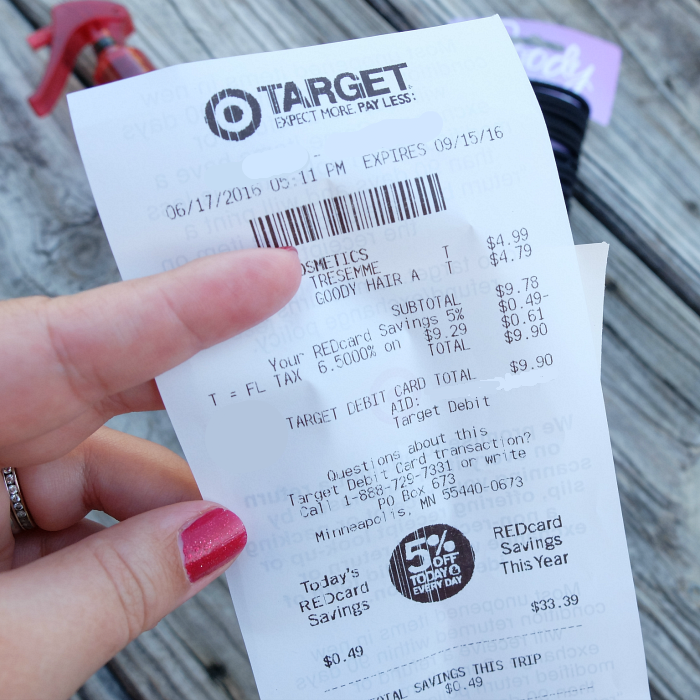 goody
TARGET
EXPECT MORE. PAY LESS.
06/17/2016 05:11 PM EXPIRES 09/15/16
OSMETICS
TRESEMME T $4.99
GOODY HAIR A T $4.79
SUBTOTAL $9.78
Your REDcard Savings 5% $0.49-
T = FL TAX 6.5000% on $9.29 $0.61
TOTAL $9.90
TARGET DEBIT CARD TOTAL $9.90
AID:
Target Debit
Questions about this
Target Debit Card transaction?
Call 1-888-729-7331 or write
PO Box 673
Minneapolis, MN 55440-0673
5%
OFF
TODAY &
EVERY DAY
Today's
REDcard
Savings
$0.49
REDcard
Savings
This Year
$33.39
OTAL SAVINGS THIS TRIP
$0.49